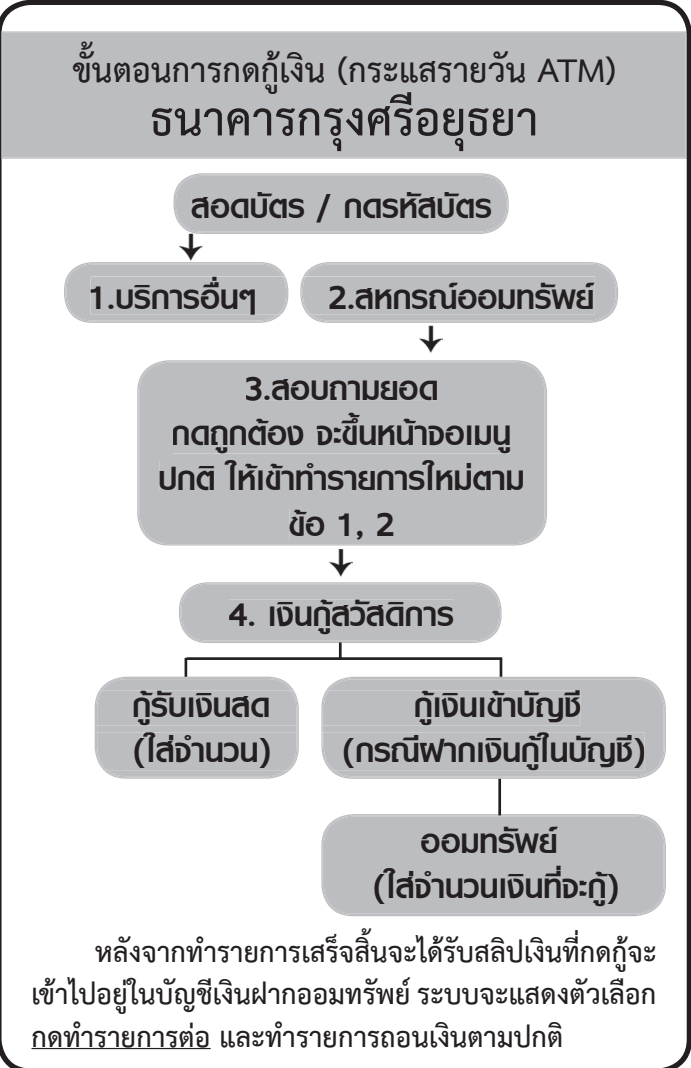 ขั้นตอนการกดกู้เงิน (กระแสรายวัน ATM)
ธนาคารกรุงศรีอยุธยา
สอดบัตร / กดรหัสบัตร
1.บริการอื่นๆ
2.สหกรณ์ออมทรัพย์
3.สอบถามยอด
กดถูกต้อง จะขึ้นหน้าจอเมนู
ปกติ ให้เข้าทำรายการใหม่ตาม
ข้อ 1, 2
4. เงินกู้สวัสดิการ
กู้รับเงินสด
(ใส่จำนวน)
กู้เงินเข้าบัญชี
(กรณีฝากเงินกู้ในบัญชี)
ออมทรัพย์
(ใส่จำนวนเงินที่จะกู้)
หลังจากทำรายการเสร็จสิ้นจะได้รับสลิปเงินที่กดกู้จะ
เข้าไปอยู่ในบัญชีเงินฝากออมทรัพย์ ระบบจะแสดงตัวเลือก
กดทำรายการต่อ และทำรายการถอนเงินตามปกติ